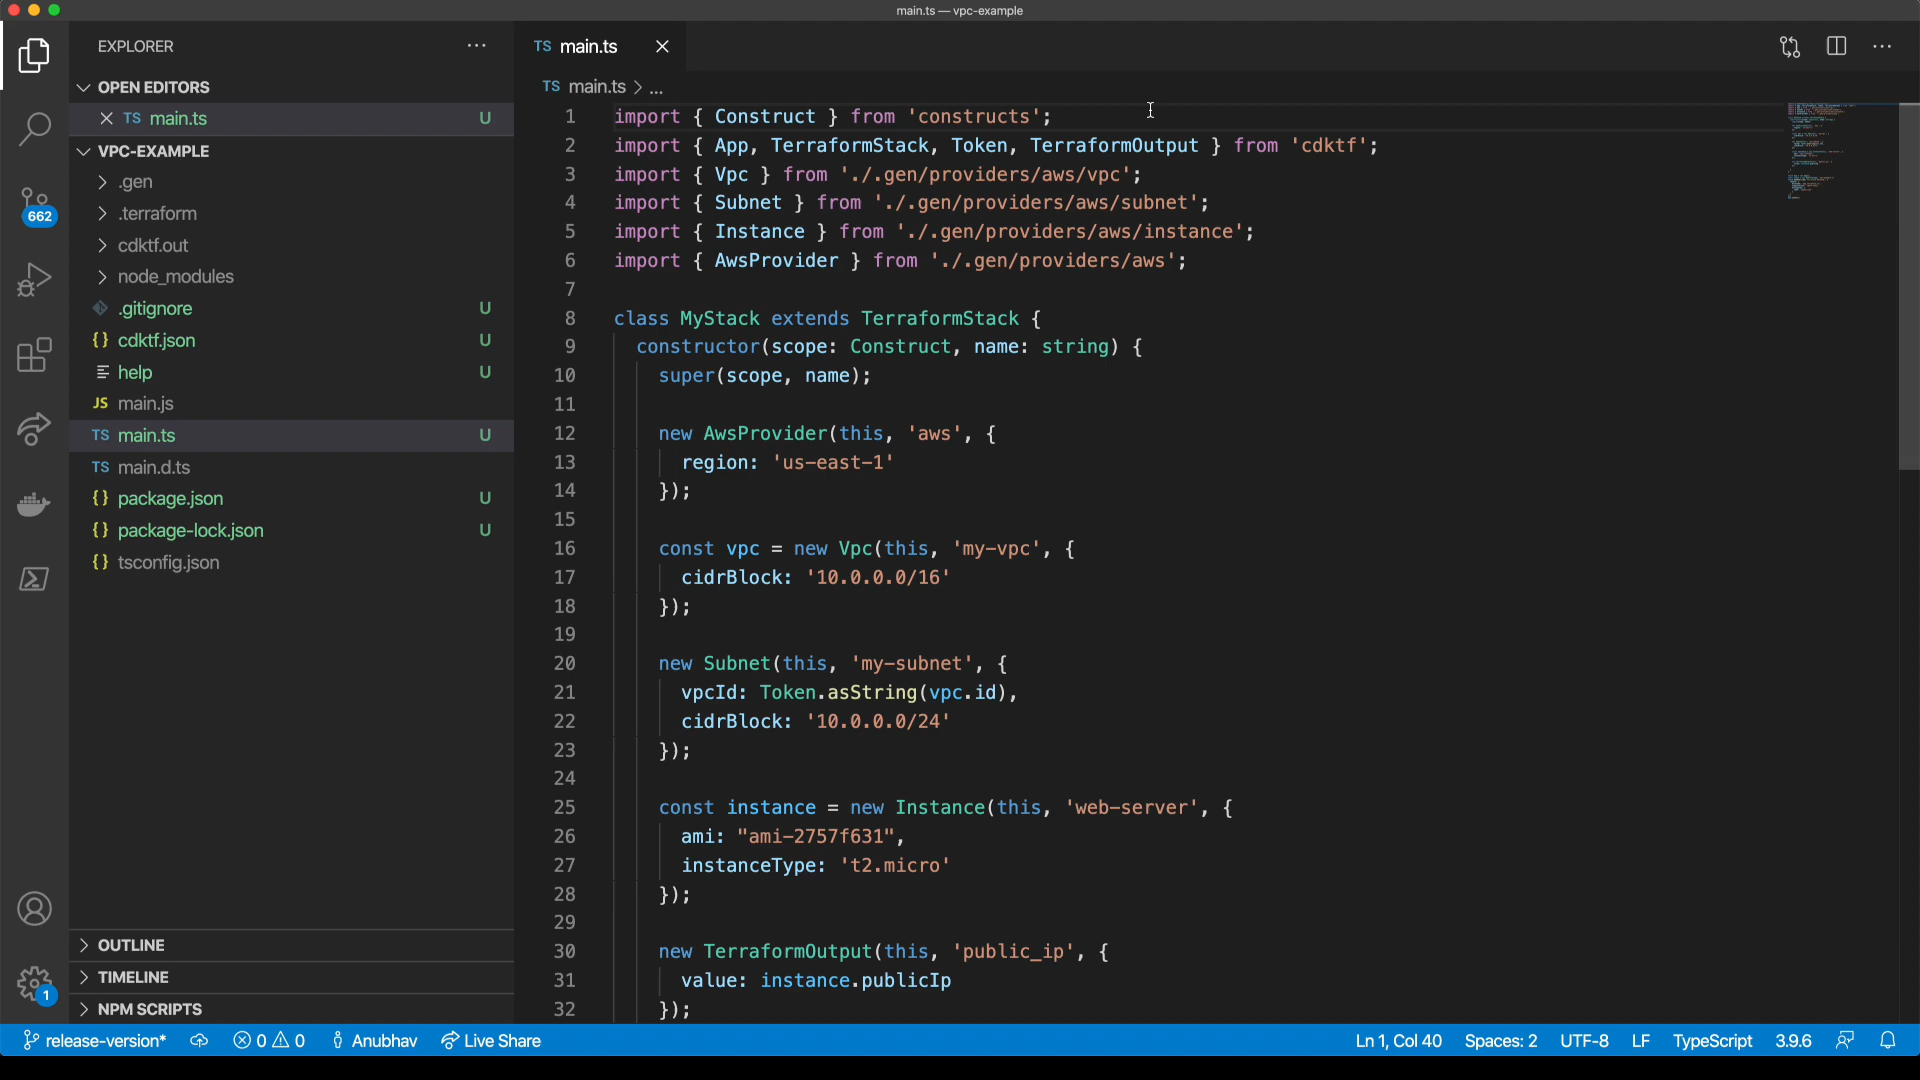 main.ts — vpc-example
EXPLORER
OPEN EDITORS
TS main.ts U
VPC-EXAMPLE
.gen
.terraform
cdktf.out
node_modules
.gitignore U
{} cdktf.json U
help U
JS main.js
TS main.ts U
TS main.d.ts
{} package.json U
{} package-lock.json U
{} tsconfig.json
OUTLINE
TIMELINE
NPM SCRIPTS
662
1
TS main.ts
TS main.ts > ...
1 import { Construct } from 'constructs';
2 import { App, TerraformStack, Token, TerraformOutput } from 'cdktf';
3 import { Vpc } from './.gen/providers/aws/vpc';
4 import { Subnet } from './.gen/providers/aws/subnet';
5 import { Instance } from './.gen/providers/aws/instance';
6 import { AwsProvider } from './.gen/providers/aws';
7
8 class MyStack extends TerraformStack {
9 constructor(scope: Construct, name: string) {
10 super(scope, name);
11
12 new AwsProvider(this, 'aws', {
13 region: 'us-east-1'
14 });
15
16 const vpc = new Vpc(this, 'my-vpc', {
17 cidrBlock: '10.0.0.0/16'
18 });
19
20 new Subnet(this, 'my-subnet', {
21 vpcId: Token.asString(vpc.id),
22 cidrBlock: '10.0.0.0/24'
23 });
24
25 const instance = new Instance(this, 'web-server', {
26 ami: "ami-2757f631",
27 instanceType: 't2.micro'
28 });
29
30 new TerraformOutput(this, 'public_ip', {
31 value: instance.publicIp
32 });
release-version* 0 0 Anubhav Live Share Ln 1, Col 40 Spaces: 2 UTF-8 LF TypeScript 3.9.6